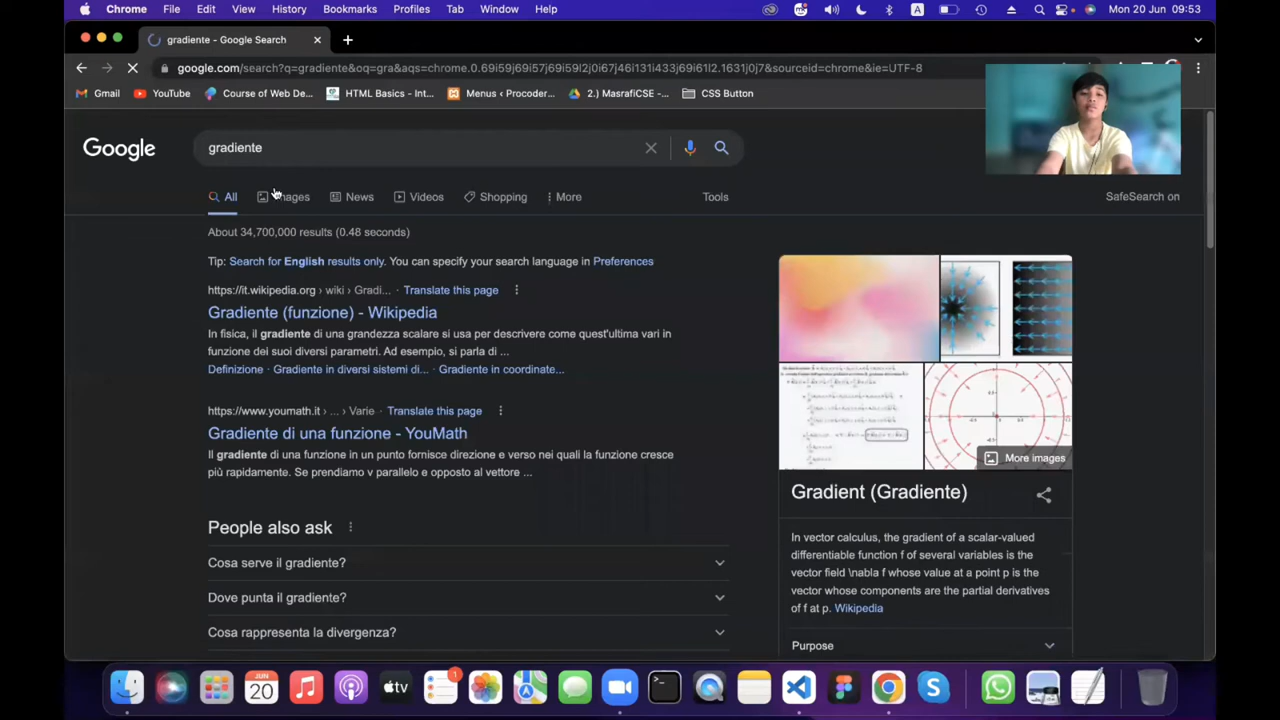 Chrome File Edit View History Bookmarks Profiles Tab Window Help A Mon 20 Jun 09:53
gradiente - Google Search
google.com/search?q=gradiente&oq=gra&aqs=chrome.0.69i59j69i57j69i59l2j0i67j46i131i433j69i61l2.1631j0j7&sourceid=chrome&ie=UTF-8
Gmail YouTube Course of Web De... HTML Basics - Int... Menus ‹ Procoder... 2.) MasrafiCSE -... CSS Button
Google gradiente
All Images News Videos Shopping More Tools SafeSearch on
About 34,700,000 results (0.48 seconds)
Tip: Search for English results only. You can specify your search language in Preferences
https://it.wikipedia.org › wiki › Gradi... Translate this page
Gradiente (funzione) - Wikipedia
In fisica, il gradiente di una grandezza scalare si usa per descrivere come quest'ultima vari in
funzione dei suoi diversi parametri. Ad esempio, si parla di ...
Definizione · Gradiente in diversi sistemi di... · Gradiente in coordinate...
https://www.youmath.it › ... › Varie Translate this page
Gradiente di una funzione - YouMath
Il gradiente di una funzione in un punto fornisce direzione e verso nei quali la funzione cresce
più rapidamente. Se prendiamo v parallelo e opposto al vettore ...
People also ask
Cosa serve il gradiente?
Dove punta il gradiente?
Cosa rappresenta la divergenza?
More images
Gradient (Gradiente)
In vector calculus, the gradient of a scalar-valued
differentiable function f of several variables is the
vector field \nabla f whose value at a point p is the
vector whose components are the partial derivatives
of f at p. Wikipedia
Purpose
tv
1
JUN
20